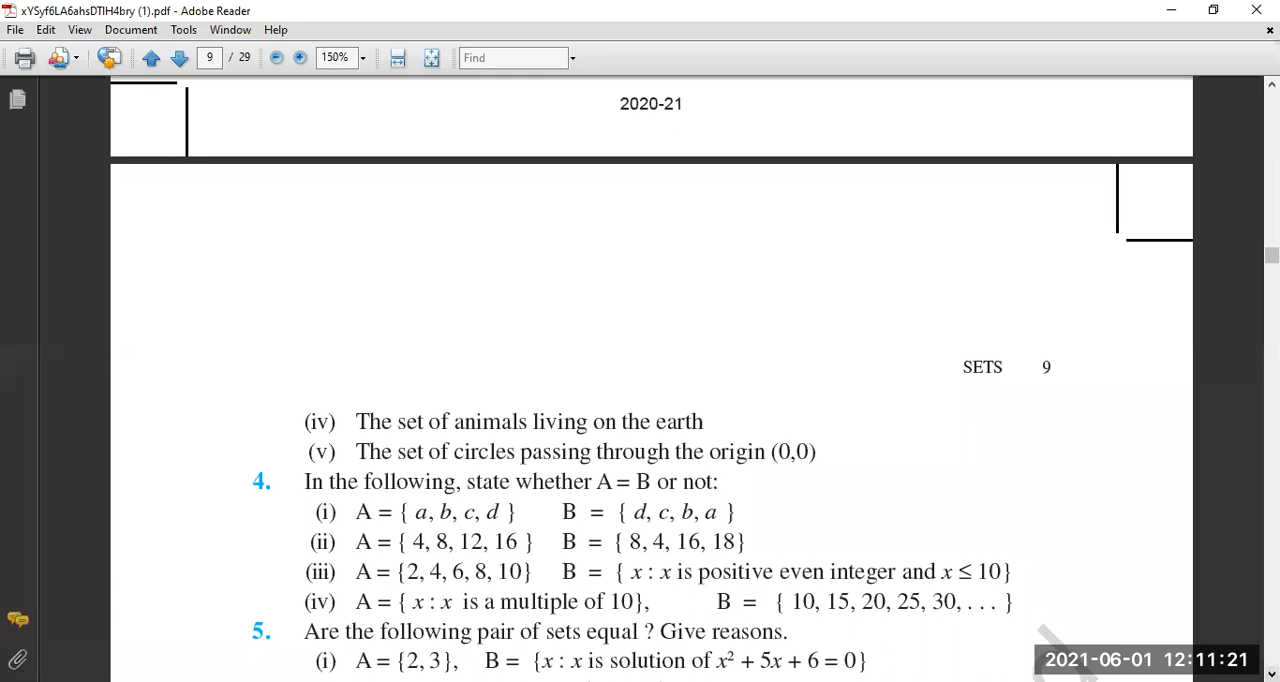 xYSyf6LA6ahsDTlH4bry (1).pdf - Adobe Reader
File Edit View Document Tools Window Help
9 / 29 150% Find
2020-21
SETS 9
(iv) The set of animals living on the earth
(v) The set of circles passing through the origin (0,0)
4. In the following, state whether A = B or not:
(i) A = { a, b, c, d } B = { d, c, b, a }
(ii) A = { 4, 8, 12, 16 } B = { 8, 4, 16, 18}
(iii) A = {2, 4, 6, 8, 10} B = { x : x is positive even integer and x ≤ 10}
(iv) A = { x : x is a multiple of 10}, B = { 10, 15, 20, 25, 30, . . . }
5. Are the following pair of sets equal ? Give reasons.
(i) A = {2, 3}, B = {x : x is solution of x² + 5x + 6 = 0}
2021-06-01 12:11:21